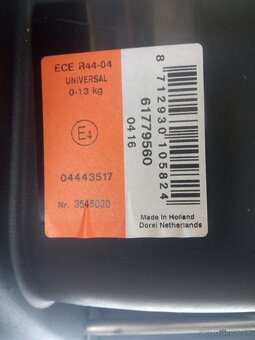 ECE R44-04
UNIVERSAL
0-13 kg
E4
04443517
Nr. 3545020
8 712930 105824
61779560
0416
Made in Holland
Dorel Netherlands